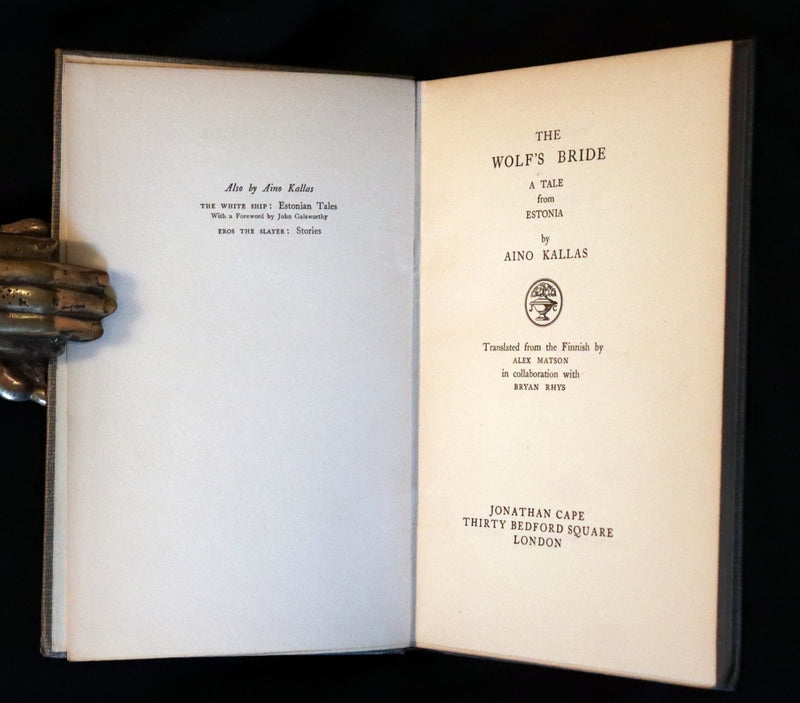 Also by Aino Kallas
THE WHITE SHIP: Estonian Tales
With a Foreword by John Galsworthy
EROS THE SLAYER: Stories
THE
WOLF'S BRIDE
A TALE
from
ESTONIA
by
AINO KALLAS
J C
Translated from the Finnish by
ALEX MATSON
in collaboration with
BRYAN RHYS
JONATHAN CAPE
THIRTY BEDFORD SQUARE
LONDON